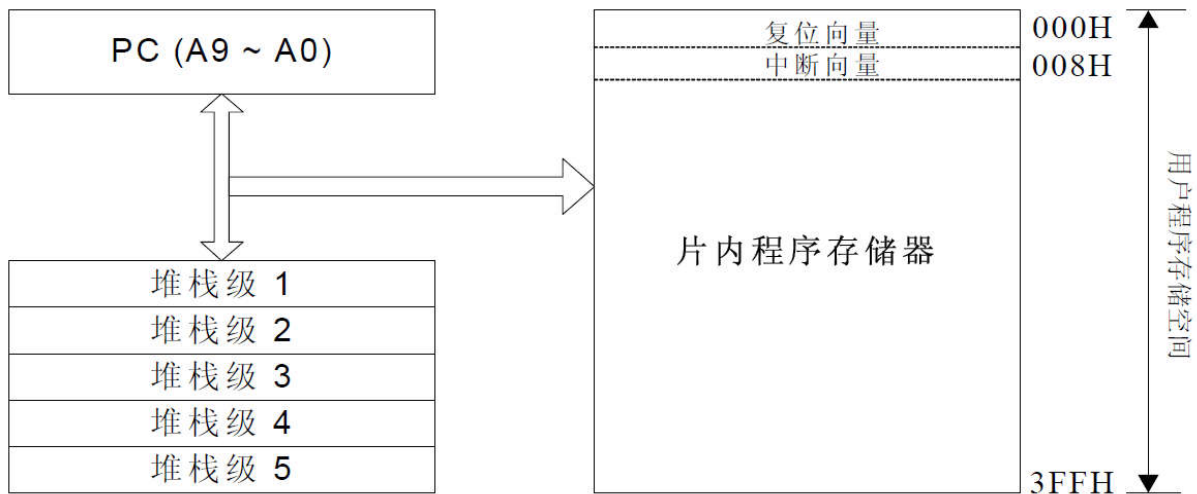 PC (A9 ~ A0)
堆栈级 1
堆栈级 2
堆栈级 3
堆栈级 4
堆栈级 5
复位向量
000H
中断向量
008H
片内程序存储器
3FFH
用户程序存储空间